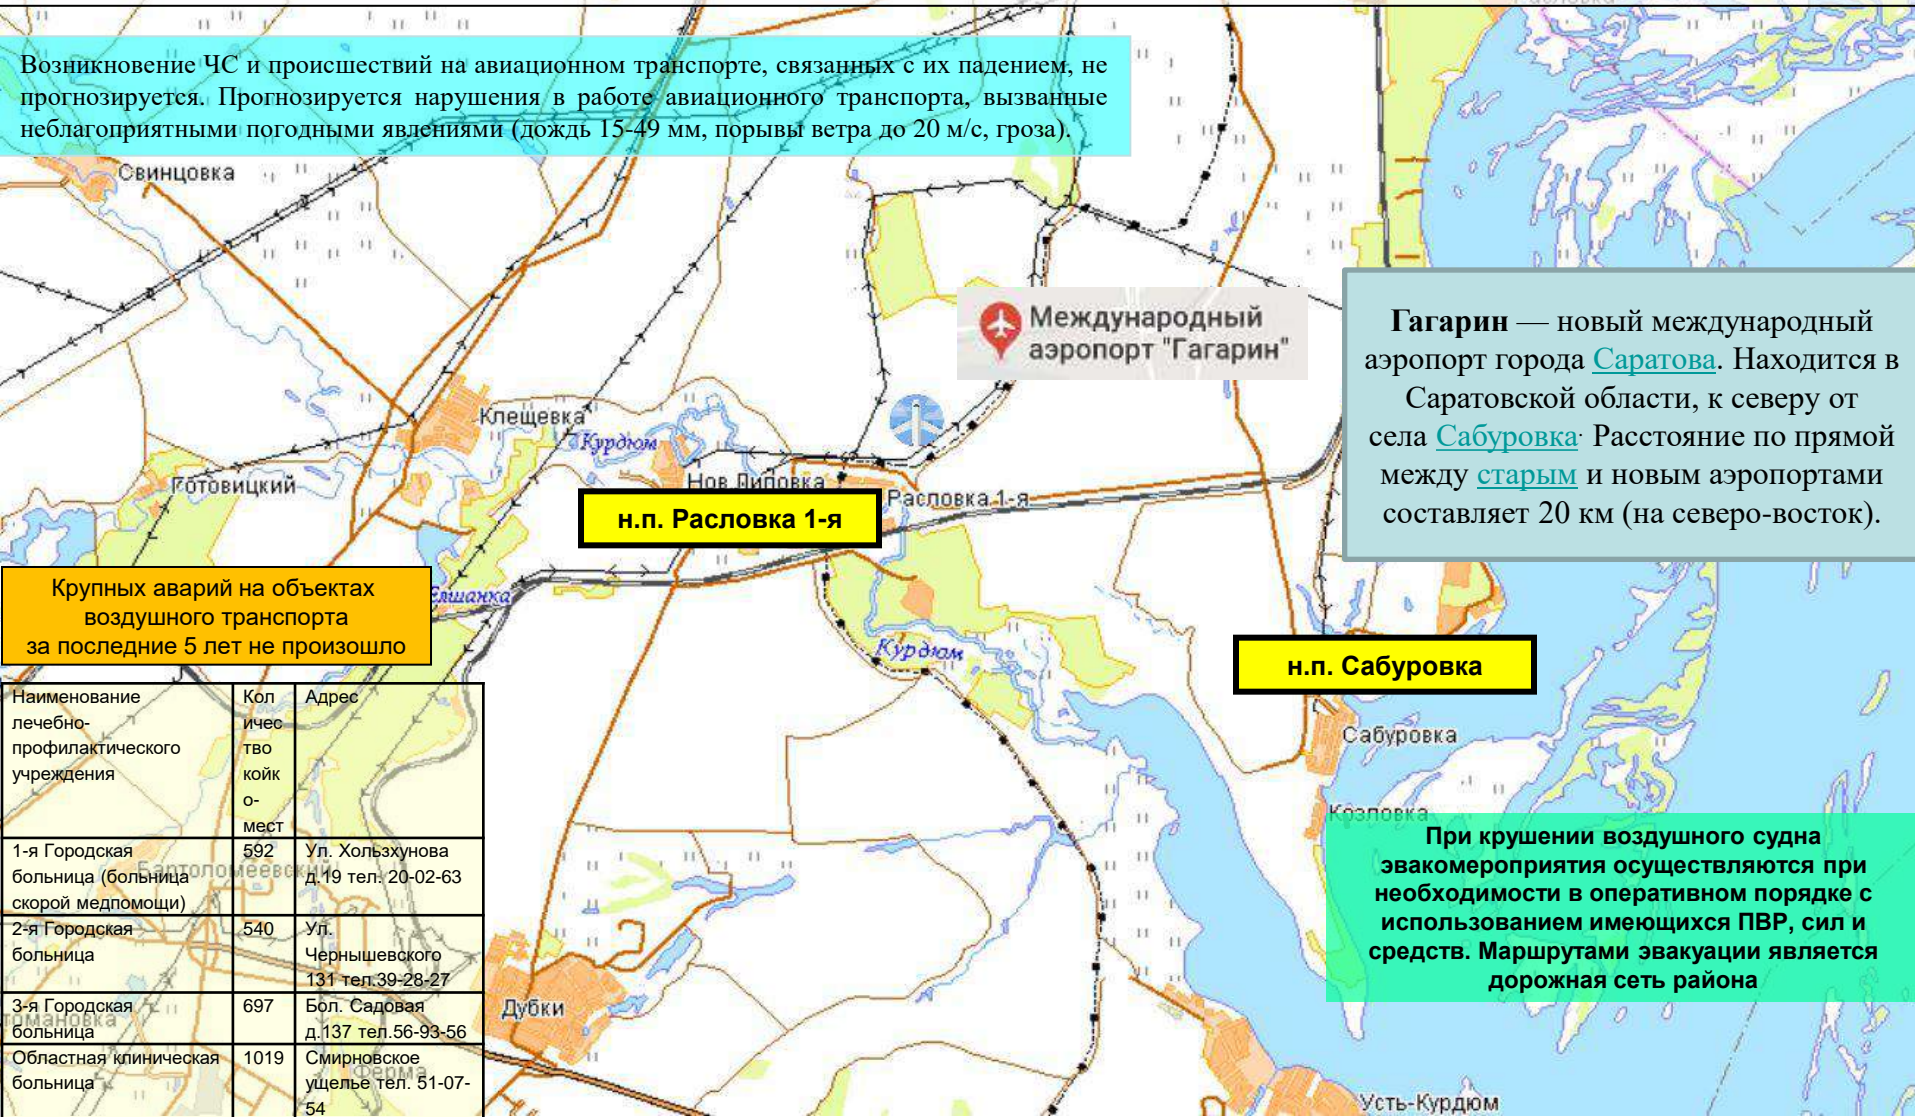 Возникновение ЧС и происшествий на авиационном транспорте, связанных с их падением, не
прогнозируется. Прогнозируется нарушения в работе авиационного транспорта, вызванные
неблагоприятными погодными явлениями (дождь 15-49 мм, порывы ветра до 20 м/с, гроза).
Свинцовка
Международный
аэропорт "Гагарин"
Гагарин — новый международный
аэропорт города Саратова. Находится в
Саратовской области, к северу от
села Сабуровка. Расстояние по прямой
между старым и новым аэропортами
составляет 20 км (на северо-восток).
Клещевка
Курдюм
Готовицкий
Нов Липовка
Расловка 1-я
н.п. Расловка 1-я
Крупных аварий на объектах
воздушного транспорта
за последние 5 лет не произошло
Елшанка
Курдюм
н.п. Сабуровка
Сабуровка
Козловка
Наименование
лечебно-
профилактического
учреждения
Кол
ичес
тво
койк
о-
мест
Адрес
1-я Городская
больница (больница
скорой медпомощи)
592
Ул. Хользхунова
д.19 тел. 20-02-63
2-я Городская
больница
540
Ул.
Чернышевского
131 тел.39-28-27
3-я Городская
больница
697
Бол. Садовая
д.137 тел.56-93-56
Областная клиническая
больница
1019
Смирновское
ущелье тел. 51-07-
54
Ферма
Дубки
При крушении воздушного судна
эвакомероприятия осуществляются при
необходимости в оперативном порядке с
использованием имеющихся ПВР, сил и
средств. Маршрутами эвакуации является
дорожная сеть района
Усть-Курдюм